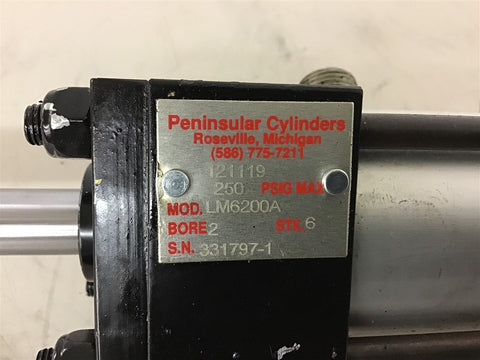 Peninsular Cylinders
Roseville, Michigan
(586) 775-7211
121119
250 PSIG MAX
MOD. LM6200A
BORE 2 STK. 6
S.N. 331797-1